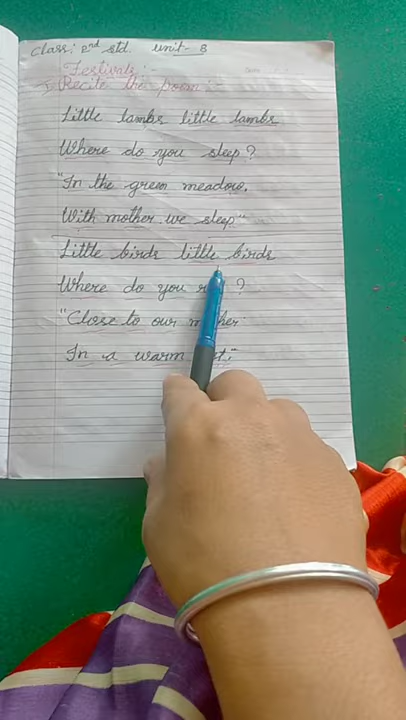 Class: 2nd std. unit- 8
Festivals:-
I. Recite the poem:-
Little lambs little lambs
Where do you sleep?
"In the green meadow,
With mother we sleep"
Little birds little birds
Where do you ?
"Close to our
In a warm